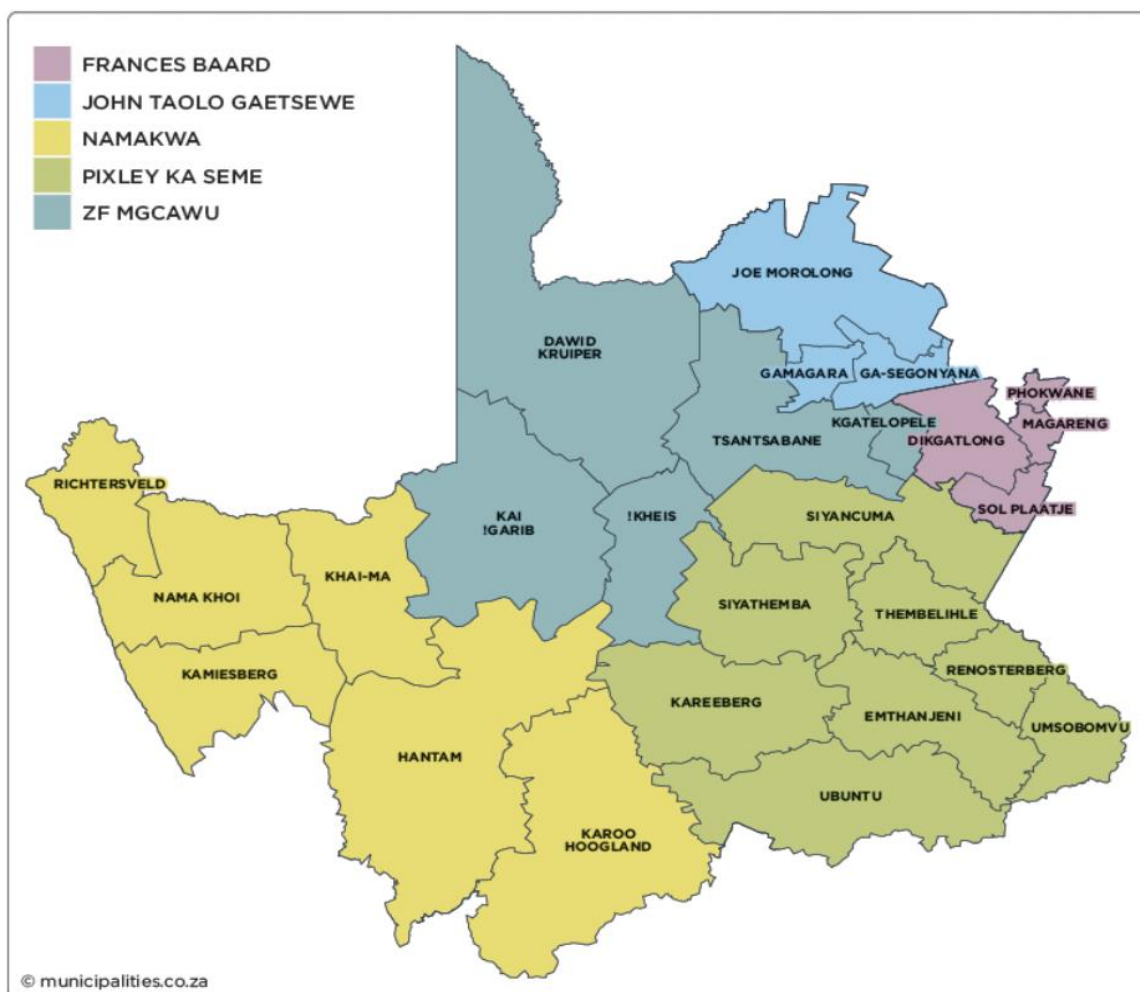 FRANCES BAARD
JOHN TAOLO GAETSEWE
NAMAKWA
PIXLEY KA SEME
ZF MGCAWU
JOE MOROLONG
DAWID
KRUIPER
GAMAGARA
GA-SEGONYANA
PHOKWANE
MAGARENG
KGATELOPELE
DIKGATLONG
TSANTSABANE
SOL PLAATJE
RICHTERSVELD
KAI
!GARIB
!KHEIS
SIYANCUMA
KHAI-MA
NAMA KHOI
SIYATHEMBA
THEMBELIHLE
KAMIESBERG
RENOSTERBERG
KAREEBERG
EMTHANJENI
UMSOBOMVU
HANTAM
UBUNTU
KAROO
HOOGLAND
© municipalities.co.za